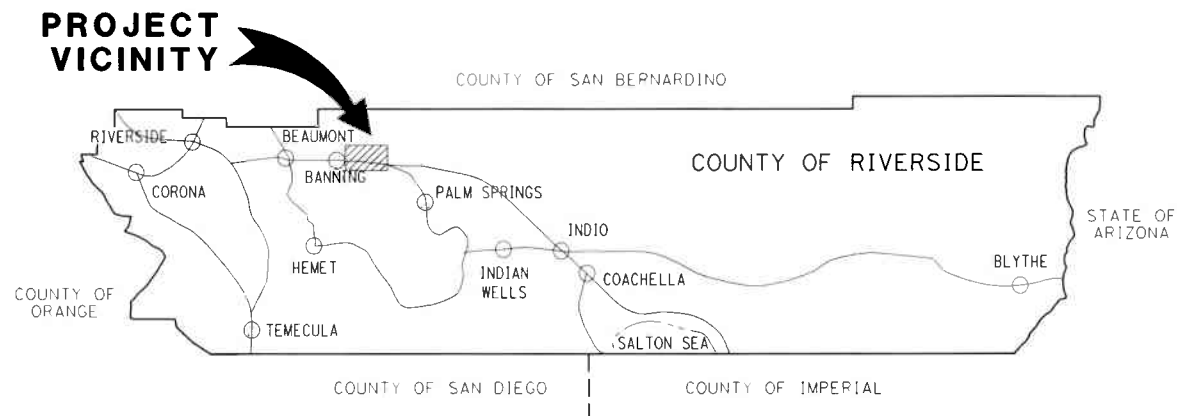 PROJECT
VICINITY
COUNTY OF SAN BERNARDINO
RIVERSIDE
BEAUMONT
COUNTY OF RIVERSIDE
CORONA
BANNING
PALM SPRINGS
STATE OF
ARIZONA
INDIO
HEMET
INDIAN
WELLS
COACHELLA
BLYTHE
COUNTY OF
ORANGE
TEMECULA
SALTON SEA
COUNTY OF SAN DIEGO
COUNTY OF IMPERIAL